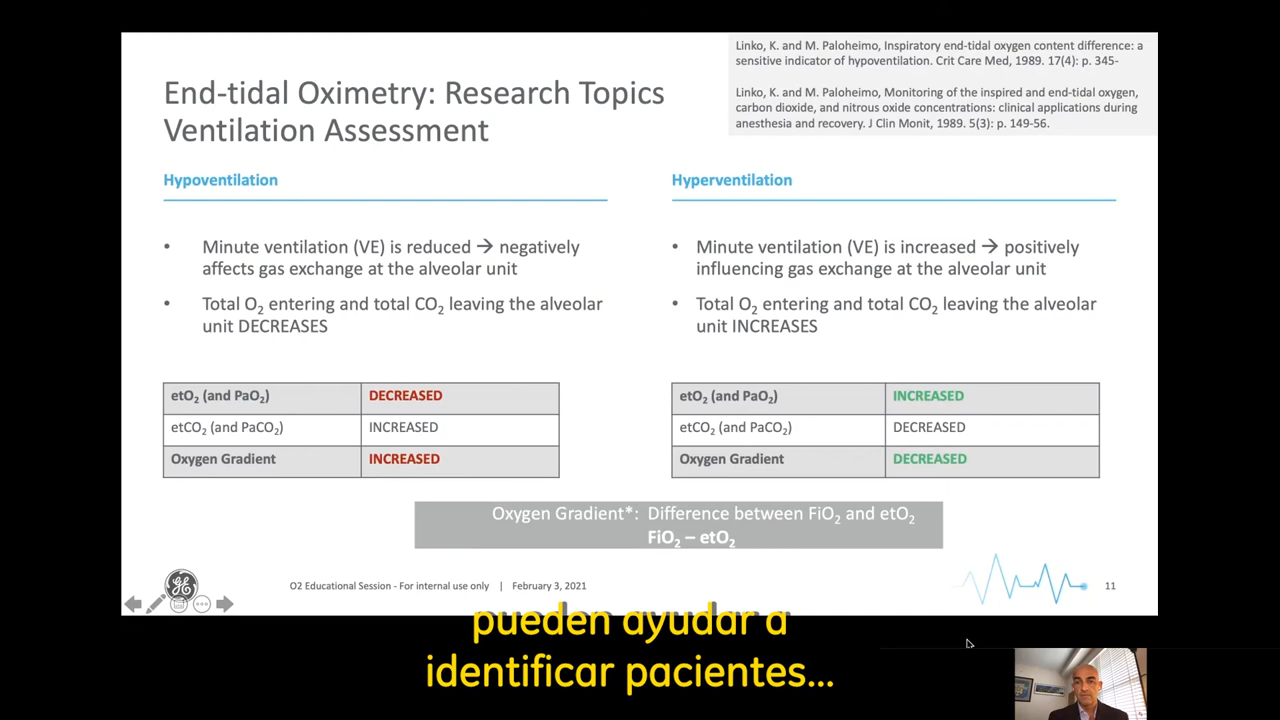 Linko, K. and M. Paloheimo, Inspiratory end-tidal oxygen content difference: a
sensitive indicator of hypoventilation. Crit Care Med, 1989. 17(4): p. 345-
Linko, K. and M. Paloheimo, Monitoring of the inspired and end-tidal oxygen,
carbon dioxide, and nitrous oxide concentrations: clinical applications during
anesthesia and recovery. J Clin Monit, 1989. 5(3): p. 149-56.
End-tidal Oximetry: Research Topics
Ventilation Assessment
Hypoventilation
• Minute ventilation (VE) is reduced → negatively
affects gas exchange at the alveolar unit
• Total O₂ entering and total CO₂ leaving the alveolar
unit DECREASES
etO₂ (and PaO₂) DECREASED
etCO₂ (and PaCO₂) INCREASED
Oxygen Gradient INCREASED
Hyperventilation
• Minute ventilation (VE) is increased → positively
influencing gas exchange at the alveolar unit
• Total O₂ entering and total CO₂ leaving the alveolar
unit INCREASES
etO₂ (and PaO₂) INCREASED
etCO₂ (and PaCO₂) DECREASED
Oxygen Gradient DECREASED
Oxygen Gradient*: Difference between FiO₂ and etO₂
FiO₂ – etO₂
O2 Educational Session - For internal use only | February 3, 2021
11
pueden ayudar a
identificar pacientes...